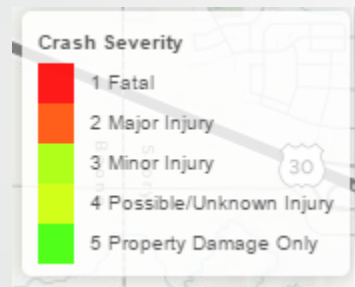 Crash Severity
1 Fatal
2 Major Injury
3 Minor Injury
30
4 Possible/Unknown Injury
5 Property Damage Only